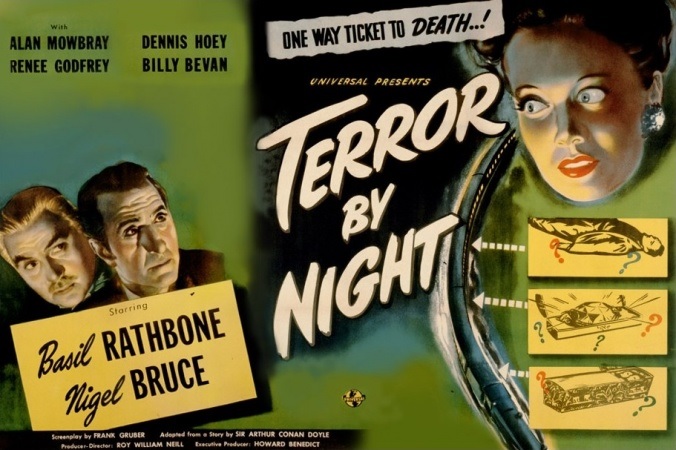 With
ALAN MOWBRAY DENNIS HOEY
RENEE GODFREY BILLY BEVAN
ONE WAY TICKET TO DEATH..!
UNIVERSAL PRESENTS
TERROR
BY
NIGHT
Starring
Basil RATHBONE
Nigel BRUCE
? ?
? ?
? ?
Screenplay by FRANK GRUBER Adapted from a Story by SIR ARTHUR CONAN DOYLE
Producer-Director: ROY WILLIAM NEILL Executive Producer: HOWARD BENEDICT